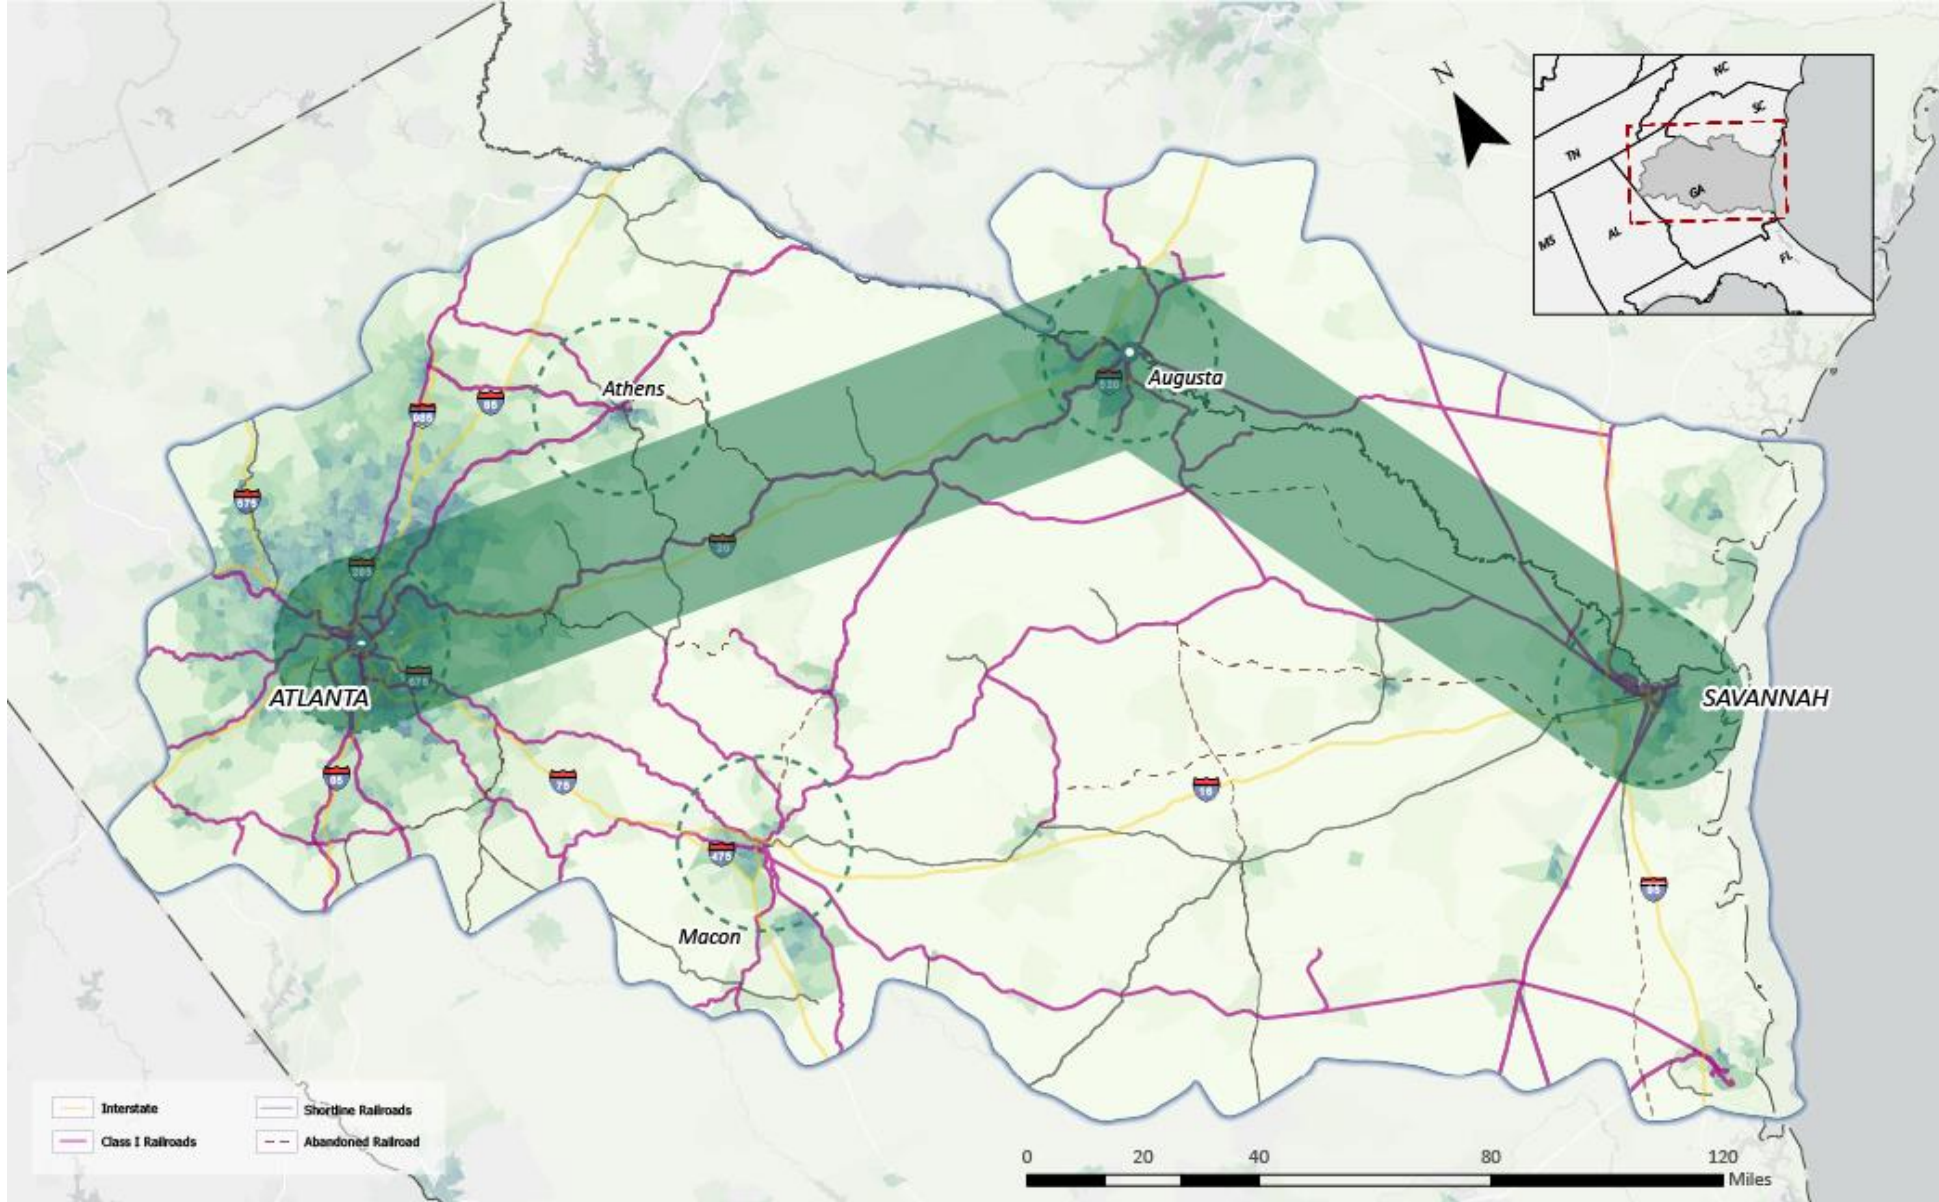 N
NC
SC
TN
GA
MS
AL
FL
Athens
Augusta
985
85
520
575
20
285
ATLANTA
675
SAVANNAH
85
75
16
475
Macon
95
Interstate
Shortline Railroads
Class I Railroads
Abandoned Railroad
0 20 40 80 120
Miles